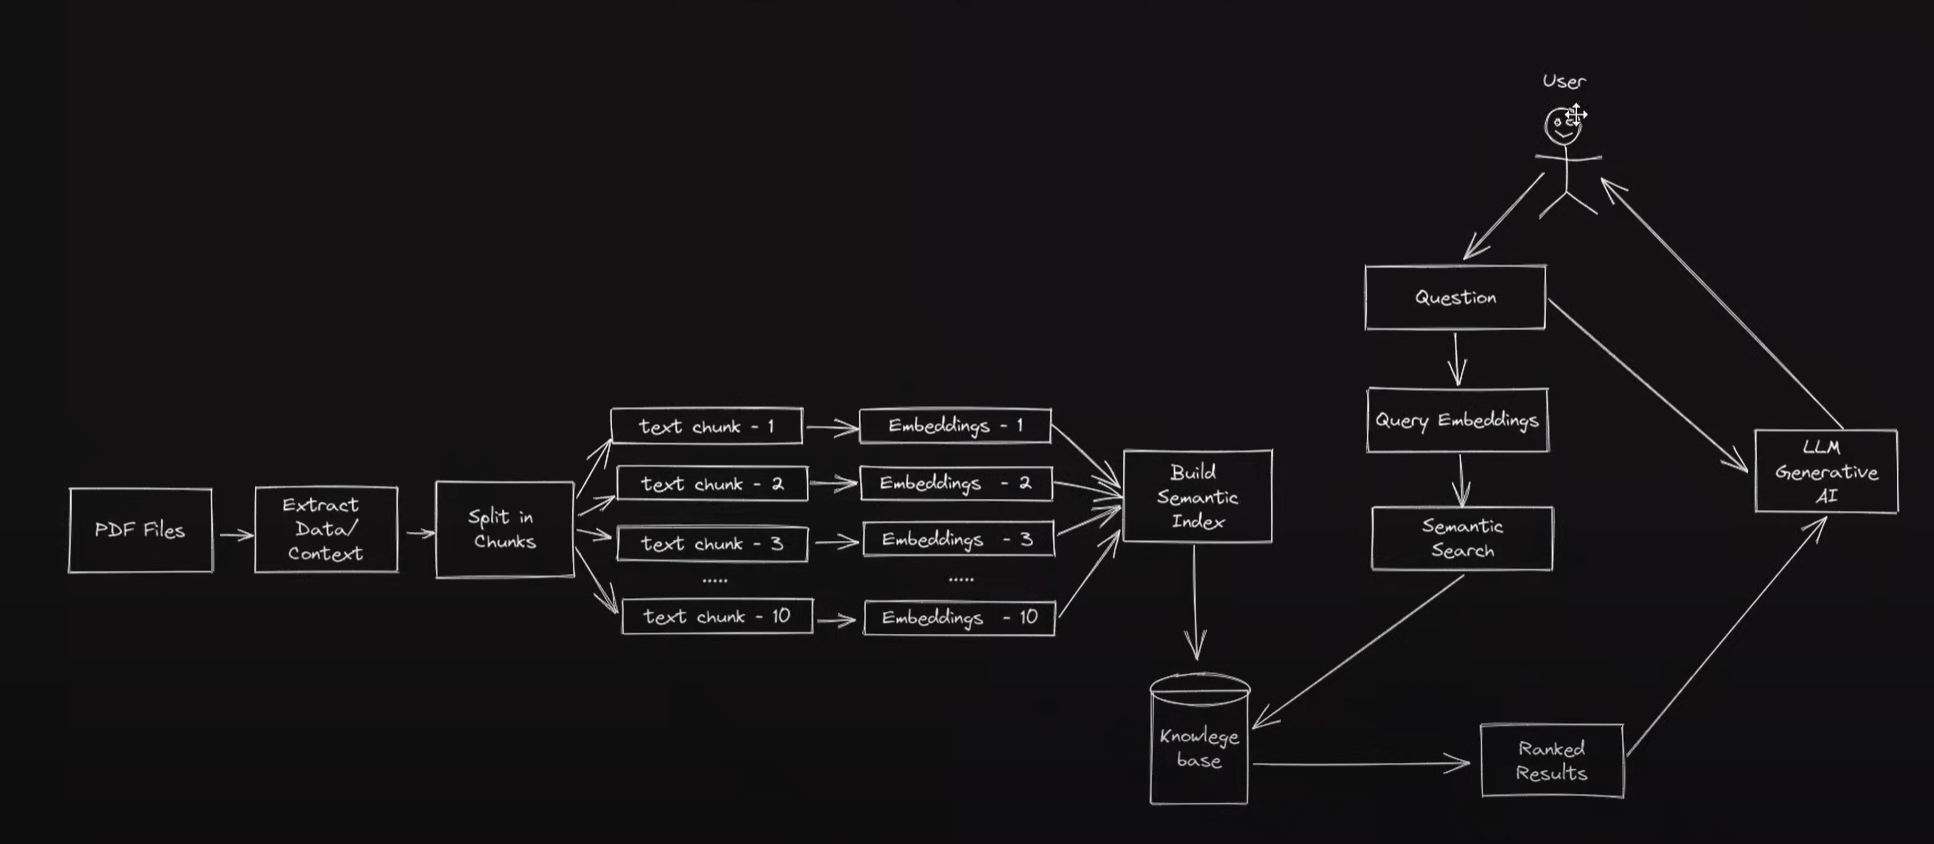 User
Question
Query Embeddings
Semantic
Search
LLM
Generative
AI
PDF Files
Extract
Data/
Context
Split in
Chunks
text chunk - 1
Embeddings - 1
text chunk - 2
Embeddings - 2
text chunk - 3
Embeddings - 3
.....
.....
text chunk - 10
Embeddings - 10
Build
Semantic
Index
Knowlege
base
Ranked
Results